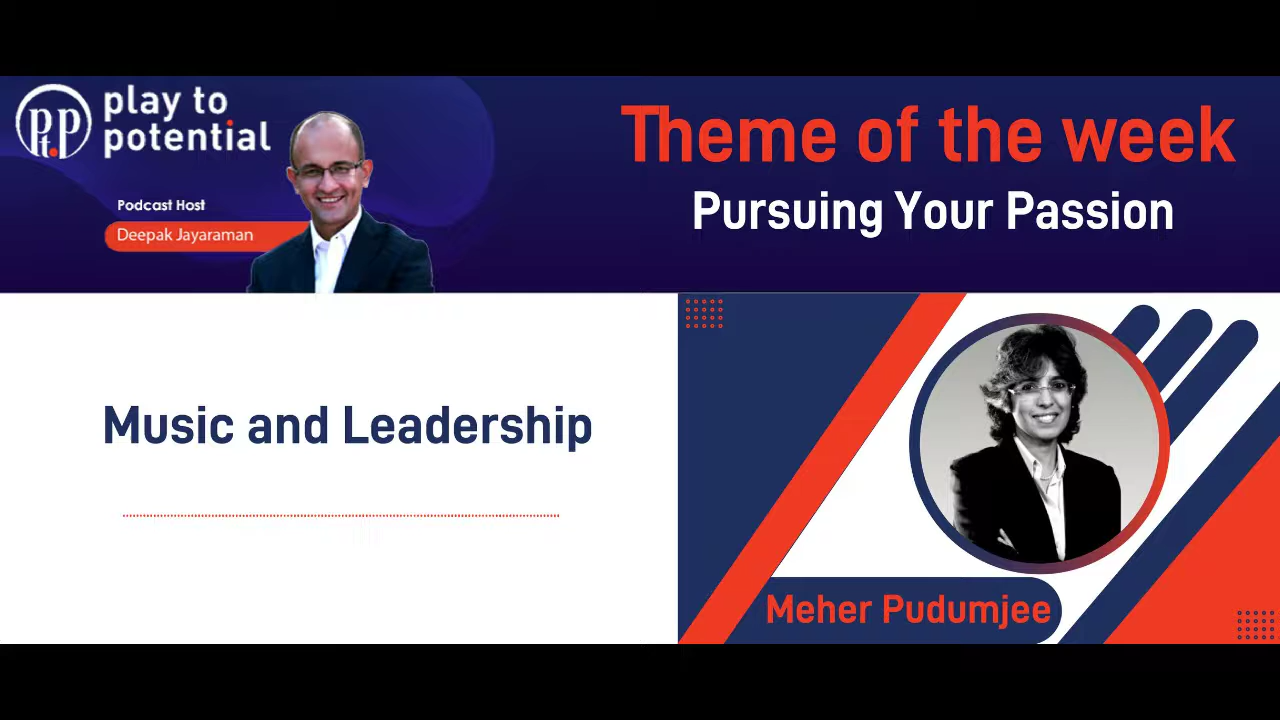 play to
potential
Podcast Host
Deepak Jayaraman
Theme of the week
Pursuing Your Passion
Music and Leadership
Meher Pudumjee